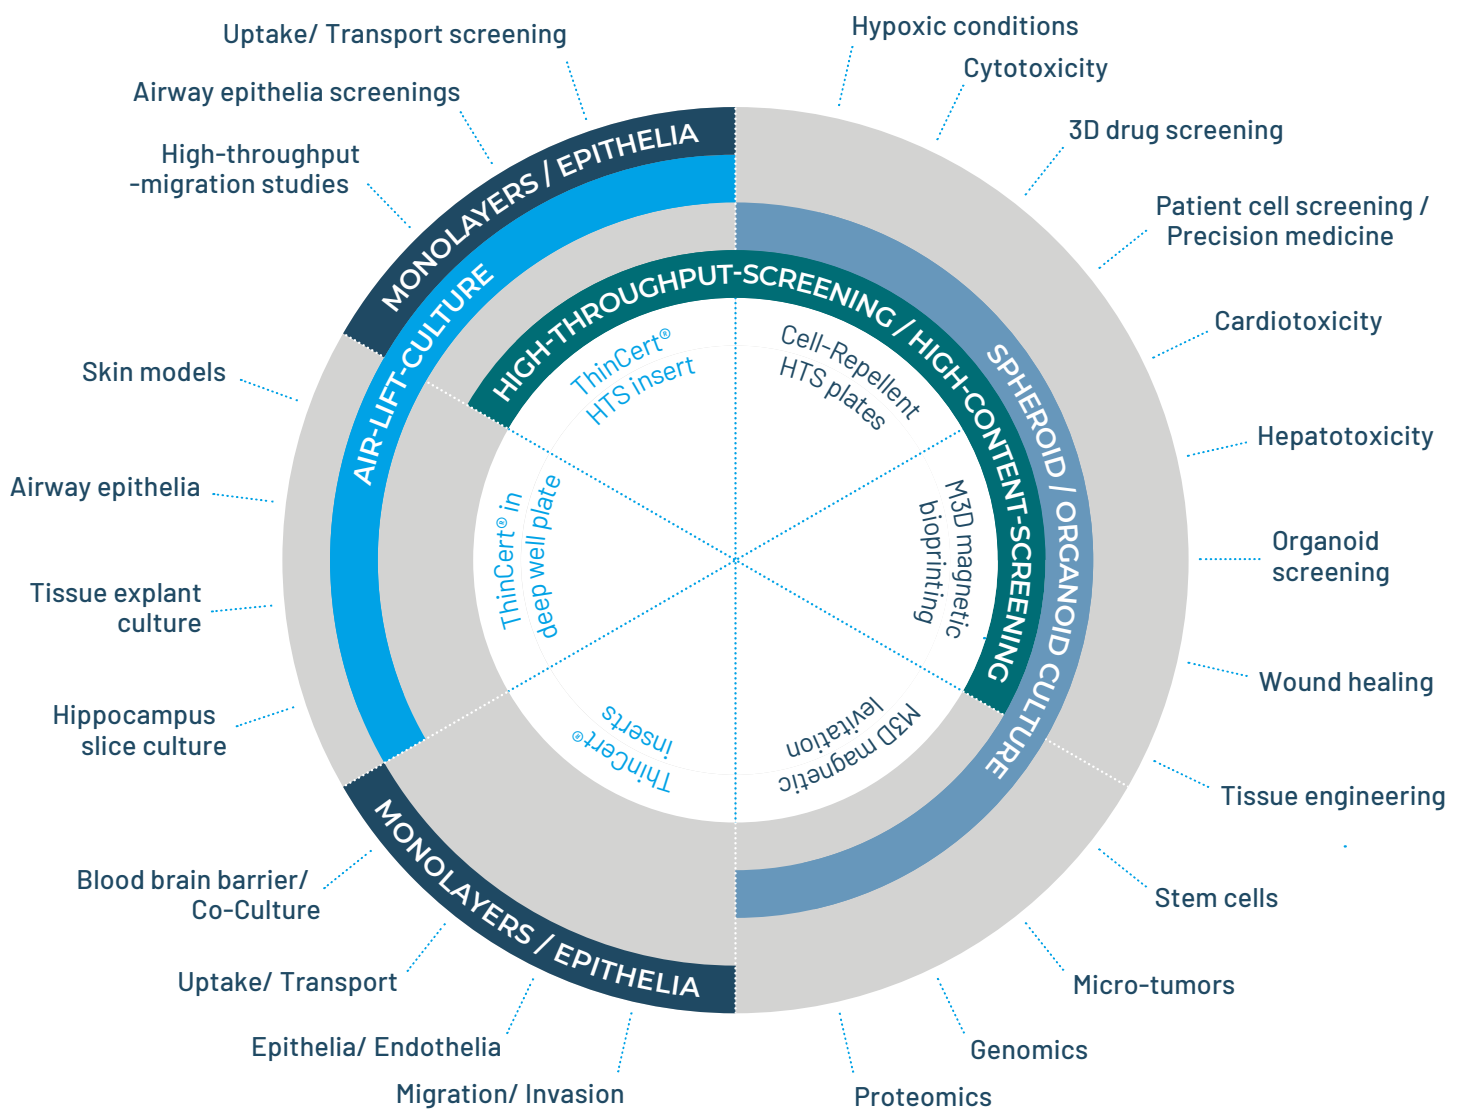 Uptake/ Transport screening
Airway epithelia screenings
High-throughput
-migration studies
Skin models
Airway epithelia
Tissue explant
culture
Hippocampus
slice culture
Blood brain barrier/
Co-Culture
Uptake/ Transport
Epithelia/ Endothelia
Migration/ Invasion
Hypoxic conditions
Cytotoxicity
3D drug screening
Patient cell screening /
Precision medicine
Cardiotoxicity
Hepatotoxicity
Organoid
screening
Wound healing
Tissue engineering
Stem cells
Micro-tumors
Genomics
Proteomics
MONOLAYERS / EPITHELIA
AIR-LIFT-CULTURE
HIGH-THROUGHPUT-SCREENING / HIGH-CONTENT-SCREENING
SPHEROID / ORGANOID CULTURE
MONOLAYERS / EPITHELIA
ThinCert®
HTS insert
Cell-Repellent
HTS plates
M3D magnetic
bioprinting
M3D magnetic
levitation
ThinCert®
inserts
ThinCert® in
deep well plate